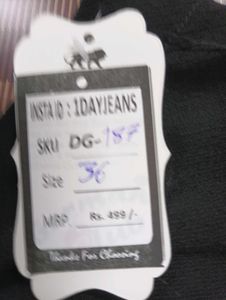 INSTA ID : 1DAYJEANS
SKU DG-187
Size 36
MRP Rs. 499 /-
Thanks For Choosing